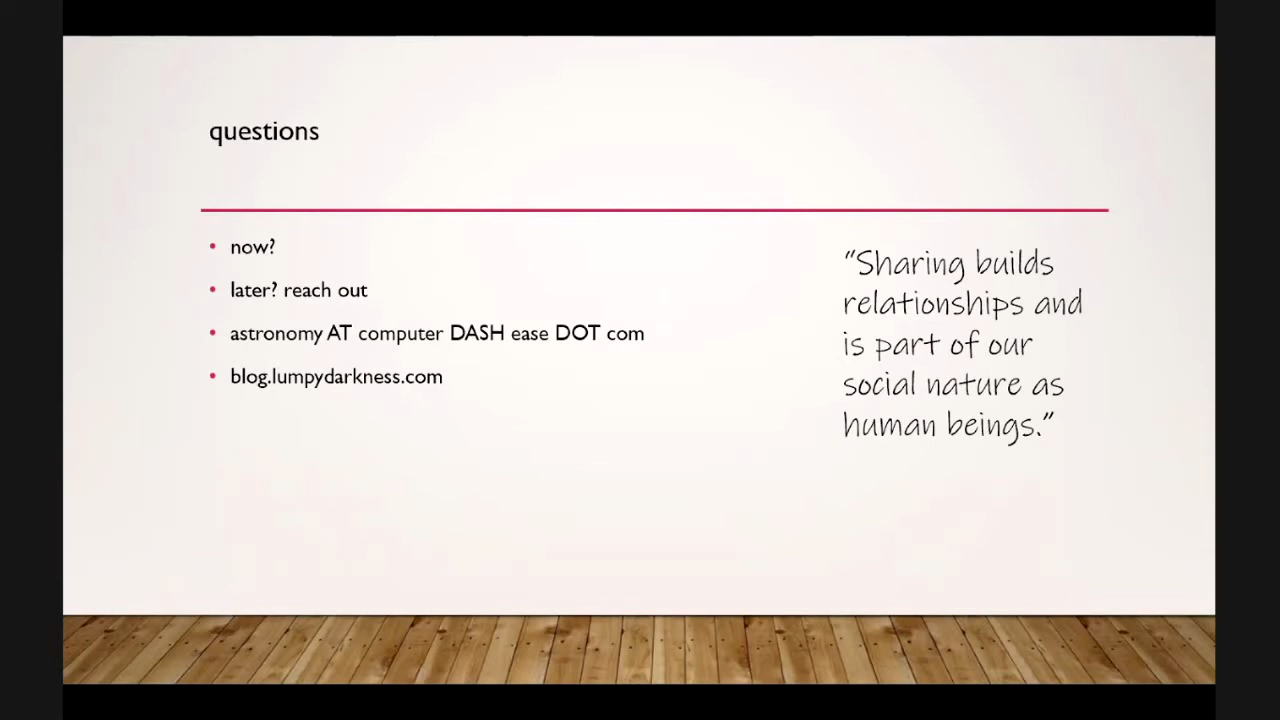 questions
now?
later? reach out
astronomy AT computer DASH ease DOT com
blog.lumpydarkness.com
“Sharing builds
relationships and
is part of our
social nature as
human beings.”